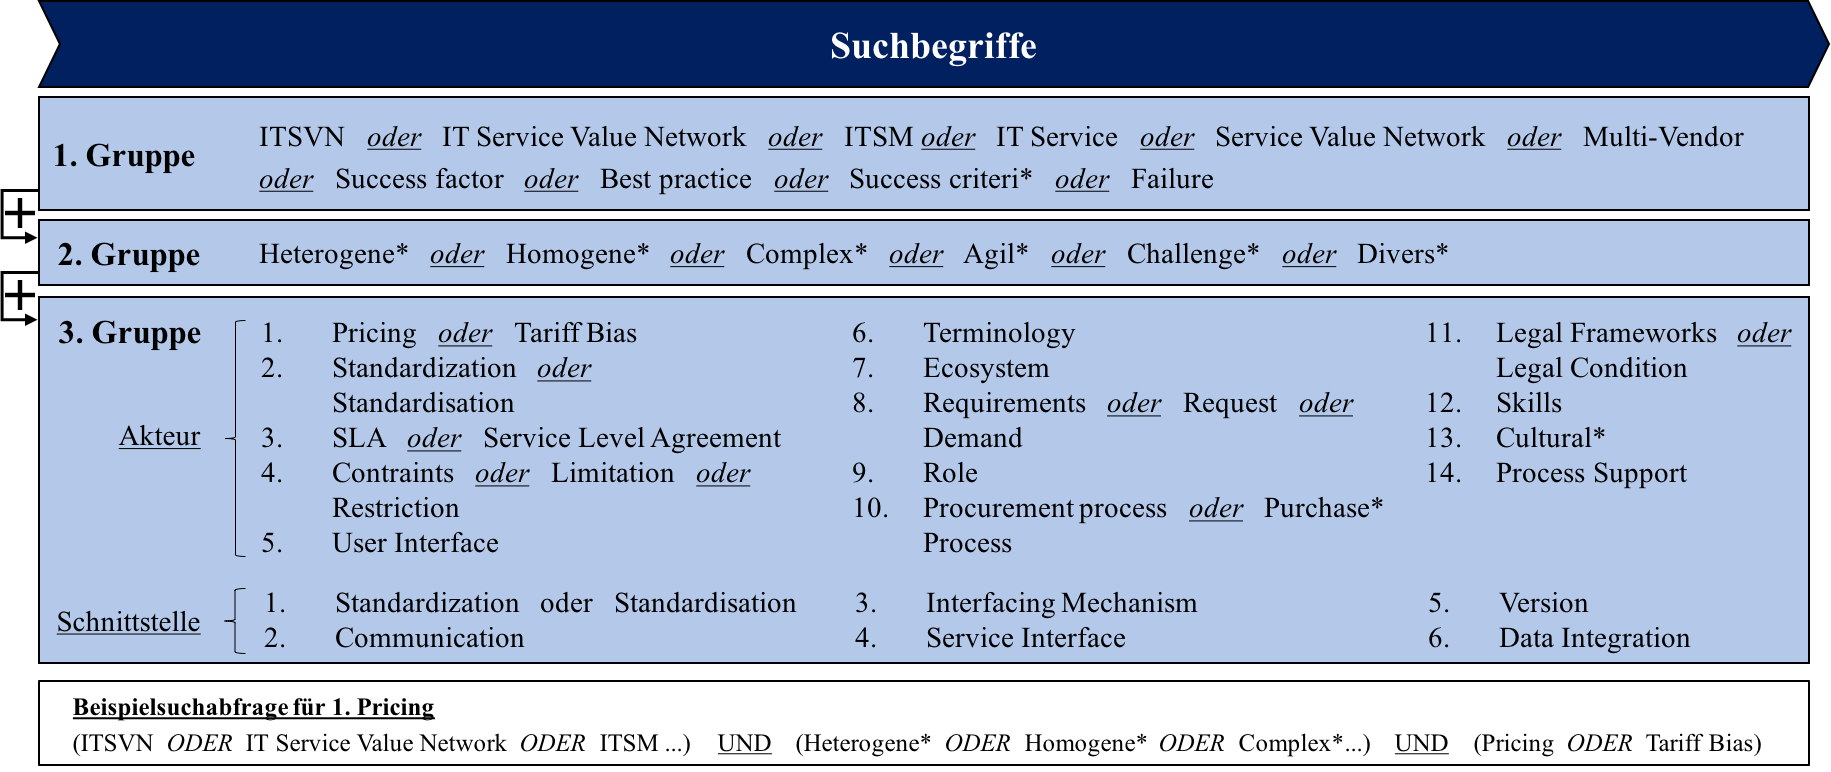 Suchbegriffe
1. Gruppe
ITSVN oder IT Service Value Network oder ITSM oder IT Service oder Service Value Network oder Multi-Vendor
oder Success factor oder Best practice oder Success criteri* oder Failure
2. Gruppe
Heterogene* oder Homogene* oder Complex* oder Agil* oder Challenge* oder Divers*
3. Gruppe
Akteur
1. Pricing oder Tariff Bias
2. Standardization oder
Standardisation
3. SLA oder Service Level Agreement
4. Contraints oder Limitation oder
Restriction
5. User Interface
6. Terminology
7. Ecosystem
8. Requirements oder Request oder
Demand
9. Role
10. Procurement process oder Purchase*
Process
11. Legal Frameworks oder
Legal Condition
12. Skills
13. Cultural*
14. Process Support
Schnittstelle
1. Standardization oder Standardisation
2. Communication
3. Interfacing Mechanism
4. Service Interface
5. Version
6. Data Integration
Beispielsuchabfrage für 1. Pricing
(ITSVN ODER IT Service Value Network ODER ITSM ...) UND (Heterogene* ODER Homogene* ODER Complex*...) UND (Pricing ODER Tariff Bias)